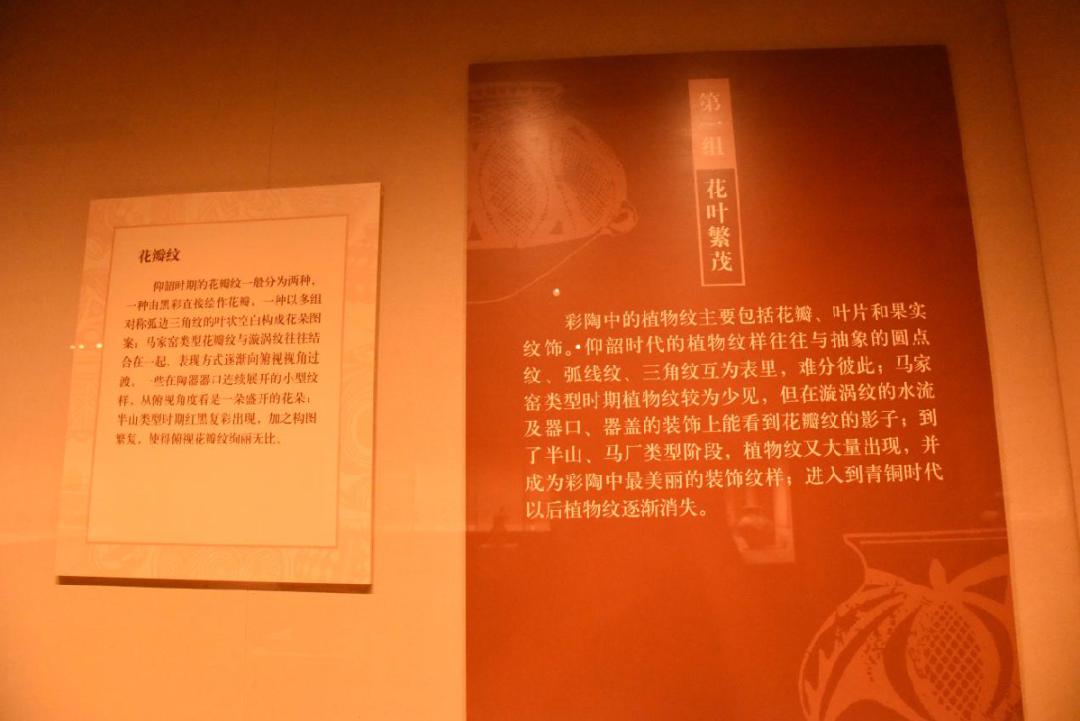 花瓣纹
仰韶时期的花瓣纹一般分为两种，
一种由黑彩直接绘作花瓣，一种以多组
对称弧边三角纹的叶状空白构成花朵图
案；马家窑类型花瓣纹与漩涡纹往往结
合在一起，表现方式逐渐向俯视视角过
渡，一些在陶器器口连续展开的小型纹
样，从俯视角度看是一朵盛开的花朵；
半山类型时期红黑复彩出现，加之构图
繁复，使得俯视花瓣纹绚丽无比。
第一组
花叶繁茂
彩陶中的植物纹主要包括花瓣、叶片和果实
纹饰。仰韶时代的植物纹样往往与抽象的圆点
纹、弧线纹、三角纹互为表里，难分彼此；马家
窑类型时期植物纹较为少见，但在漩涡纹的水流
及器口、器盖的装饰上能看到花瓣纹的影子；到
了半山、马厂类型阶段，植物纹又大量出现，并
成为彩陶中最美丽的装饰纹样；进入到青铜时代
以后植物纹逐渐消失。